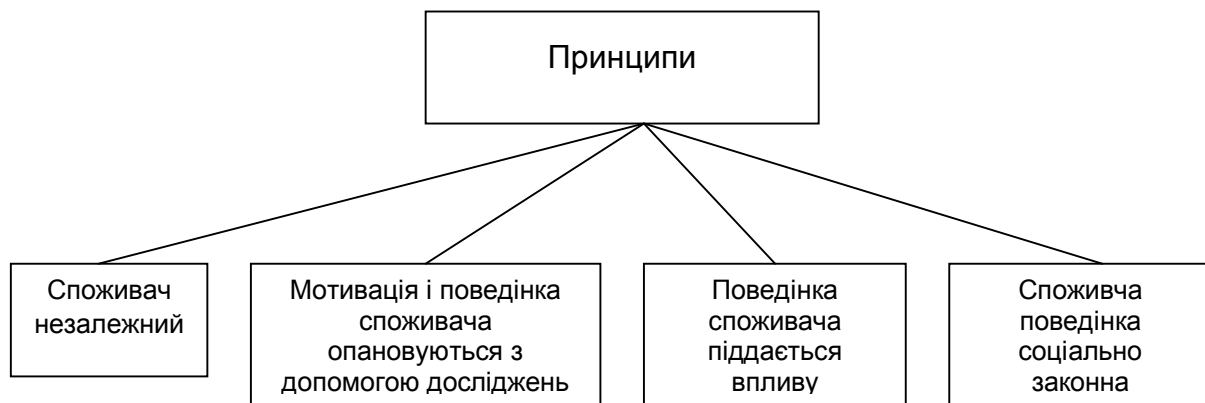 Принципи
Споживач
незалежний
Мотивація і поведінка
споживача
опановуються з
допомогою досліджень
Поведінка
споживача
піддається
впливу
Споживча
поведінка
соціально
законна